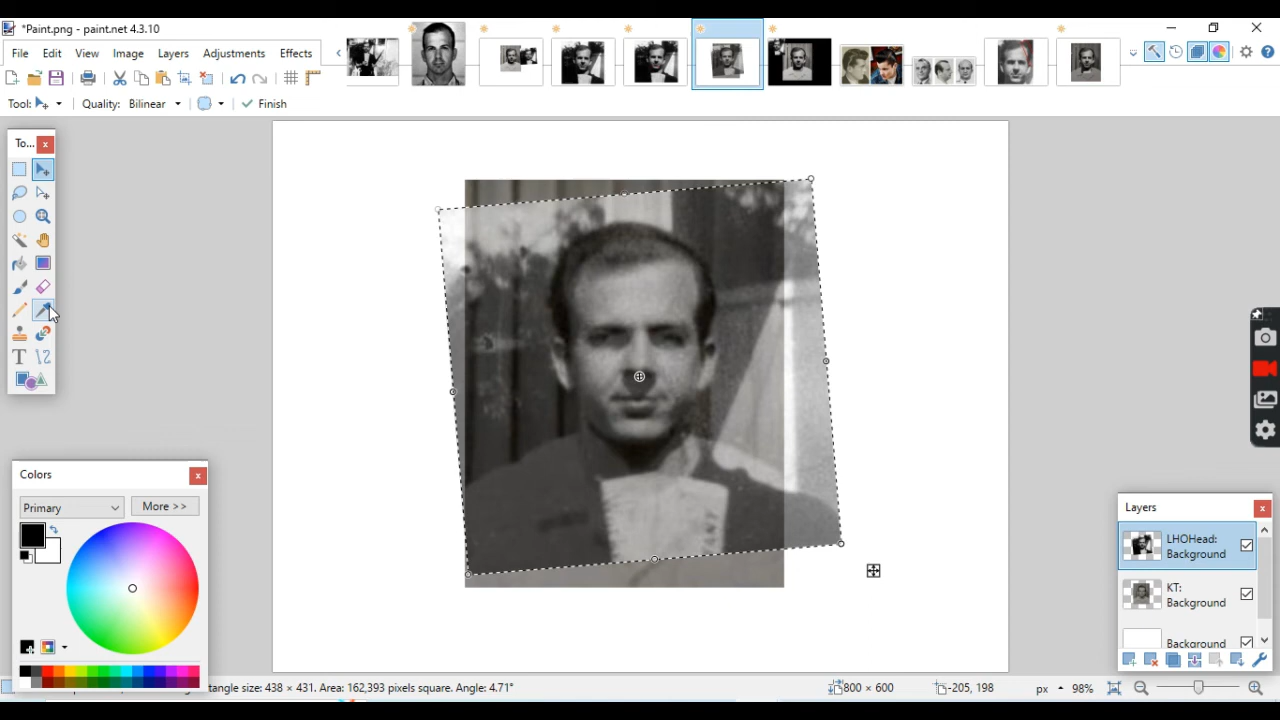 *Paint.png - paint.net 4.3.10
File Edit View Image Layers Adjustments Effects
Tool: Quality: Bilinear Finish
To...
Colors
Primary More >>
Layers
LHOHead:
Background
KT:
Background
Background
tangle size: 438 × 431. Area: 162,393 pixels square. Angle: 4.71° 800 × 600 -205, 198 px 98%